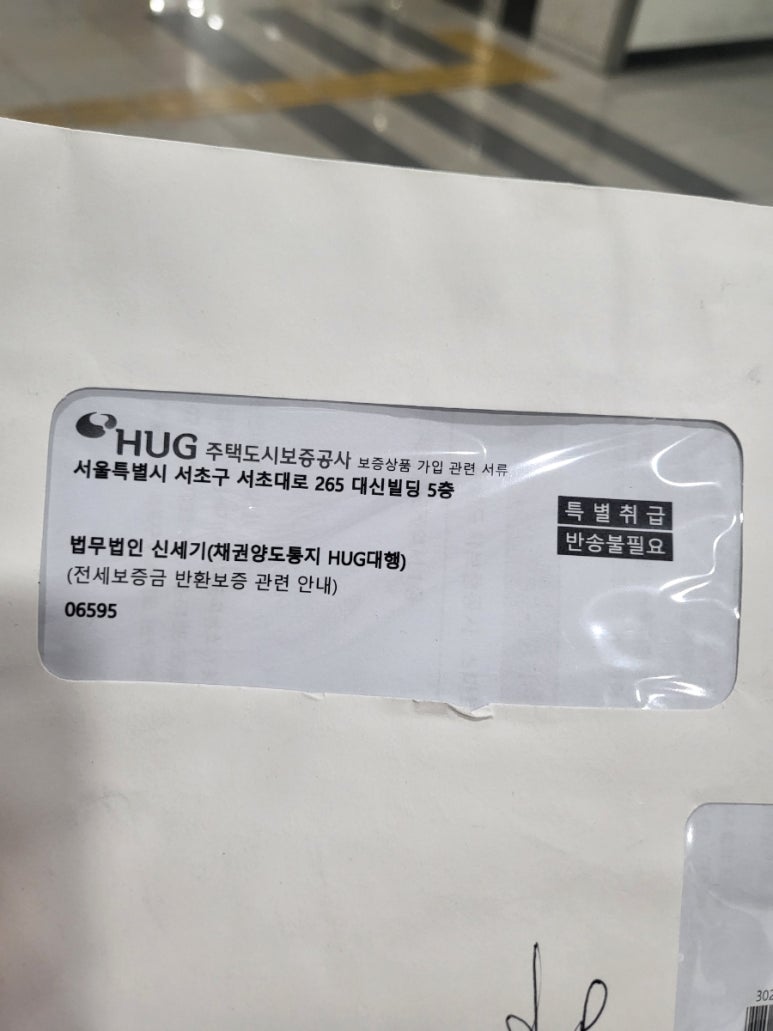 HUG 주택도시보증공사 보증상품 가입 관련 서류
서울특별시 서초구 서초대로 265 대신빌딩 5층
특별취급
반송불필요
법무법인 신세기(채권양도통지 HUG대행)
(전세보증금 반환보증 관련 안내)
06595
302